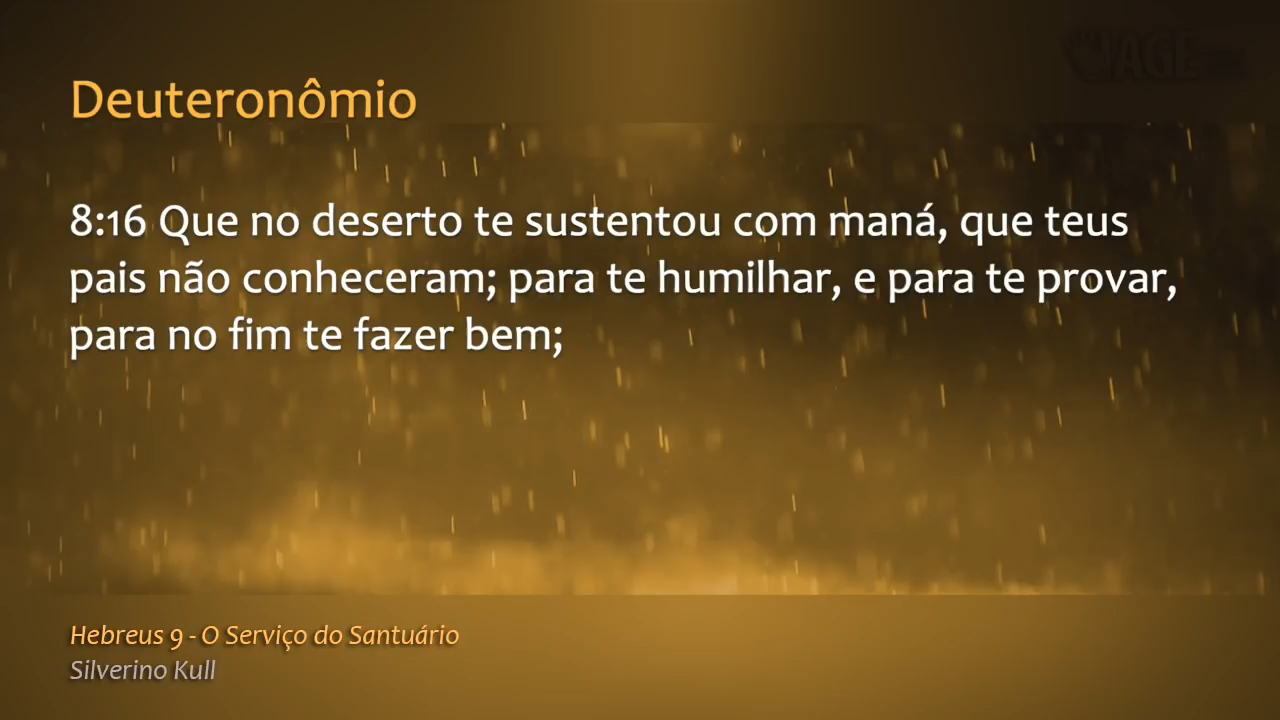 Deuteronômio
8:16 Que no deserto te sustentou com maná, que teus
pais não conheceram; para te humilhar, e para te provar,
para no fim te fazer bem;
Hebreus 9 - O Serviço do Santuário
Silverino Kull